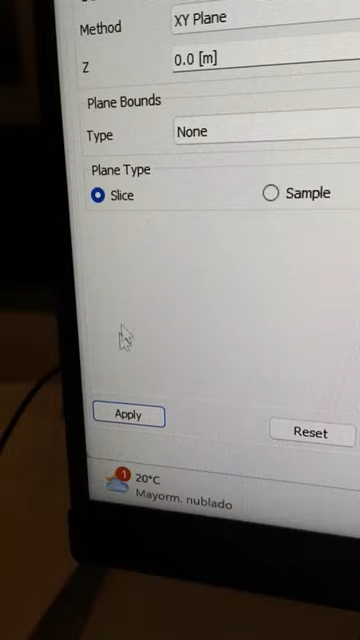 Method XY Plane
Z 0.0 [m]
Plane Bounds
Type None
Plane Type
Slice Sample
Apply
Reset
1 20°C
Mayorm. nublado